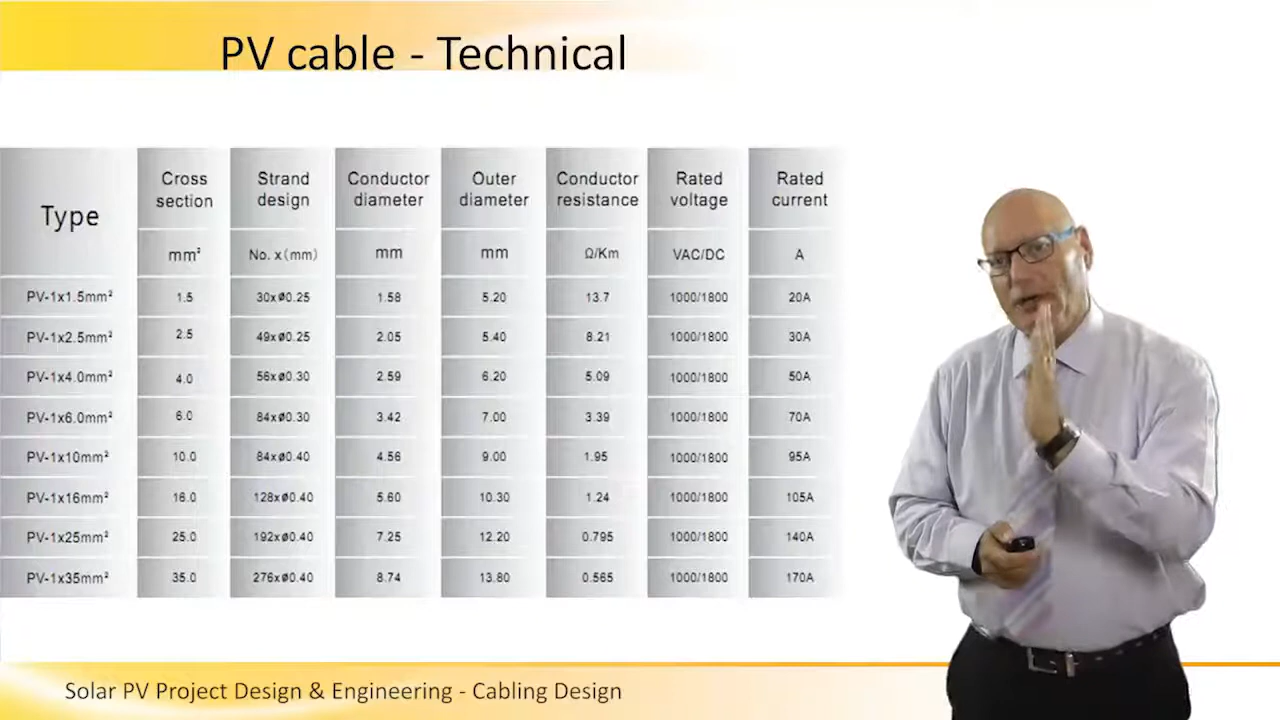 PV cable - Technical
Type Cross section Strand design Conductor diameter Outer diameter Conductor resistance Rated voltage Rated current
mm² No. x(mm) mm mm Ω/Km VAC/DC A
PV-1x1.5mm² 1.5 30xø0.25 1.58 5.20 13.7 1000/1800 20A
PV-1x2.5mm² 2.5 49xø0.25 2.05 5.40 8.21 1000/1800 30A
PV-1x4.0mm² 4.0 56xø0.30 2.59 6.20 5.09 1000/1800 50A
PV-1x6.0mm² 6.0 84xø0.30 3.42 7.00 3.39 1000/1800 70A
PV-1x10mm² 10.0 84xø0.40 4.56 9.00 1.95 1000/1800 95A
PV-1x16mm² 16.0 128xø0.40 5.60 10.30 1.24 1000/1800 105A
PV-1x25mm² 25.0 192xø0.40 7.25 12.20 0.795 1000/1800 140A
PV-1x35mm² 35.0 276xø0.40 8.74 13.80 0.565 1000/1800 170A
Solar PV Project Design & Engineering - Cabling Design